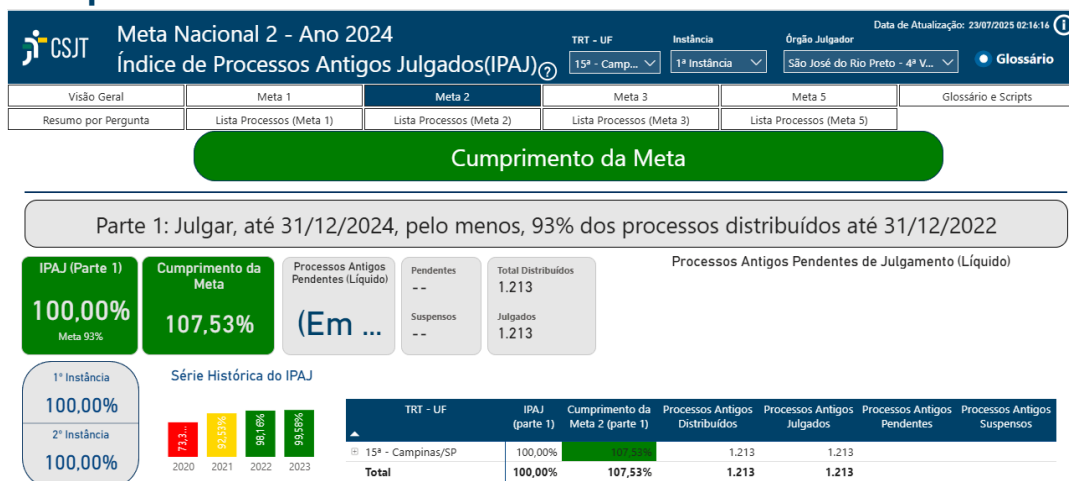 CSJT
Meta Nacional 2 - Ano 2024
Índice de Processos Antigos Julgados(IPAJ)
Data de Atualização: 23/07/2025 02:16:16
TRT - UF
Instância
Órgão Julgador
15ª - Camp...
1ª Instância
São José do Rio Preto - 4ª V...
Glossário
Visão Geral
Meta 1
Meta 2
Meta 3
Meta 5
Glossário e Scripts
Resumo por Pergunta
Lista Processos (Meta 1)
Lista Processos (Meta 2)
Lista Processos (Meta 3)
Lista Processos (Meta 5)
Cumprimento da Meta
Parte 1: Julgar, até 31/12/2024, pelo menos, 93% dos processos distribuídos até 31/12/2022
IPAJ (Parte 1)
100,00%
Meta 93%
Cumprimento da
Meta
107,53%
Processos Antigos
Pendentes (Líquido)
(Em ...
Pendentes
--
Suspensos
--
Total Distribuídos
1.213
Julgados
1.213
Processos Antigos Pendentes de Julgamento (Líquido)
1ª Instância
100,00%
2ª Instância
100,00%
Série Histórica do IPAJ
73,3...
92,53%
98,16%
99,58%
2020 2021 2022 2023
TRT - UF
IPAJ
(parte 1)
Cumprimento da
Meta 2 (parte 1)
Processos Antigos
Distribuídos
Processos Antigos
Julgados
Processos Antigos
Pendentes
Processos Antigos
Suspensos
15ª - Campinas/SP 100,00% 107,53% 1.213 1.213
Total 100,00% 107,53% 1.213 1.213